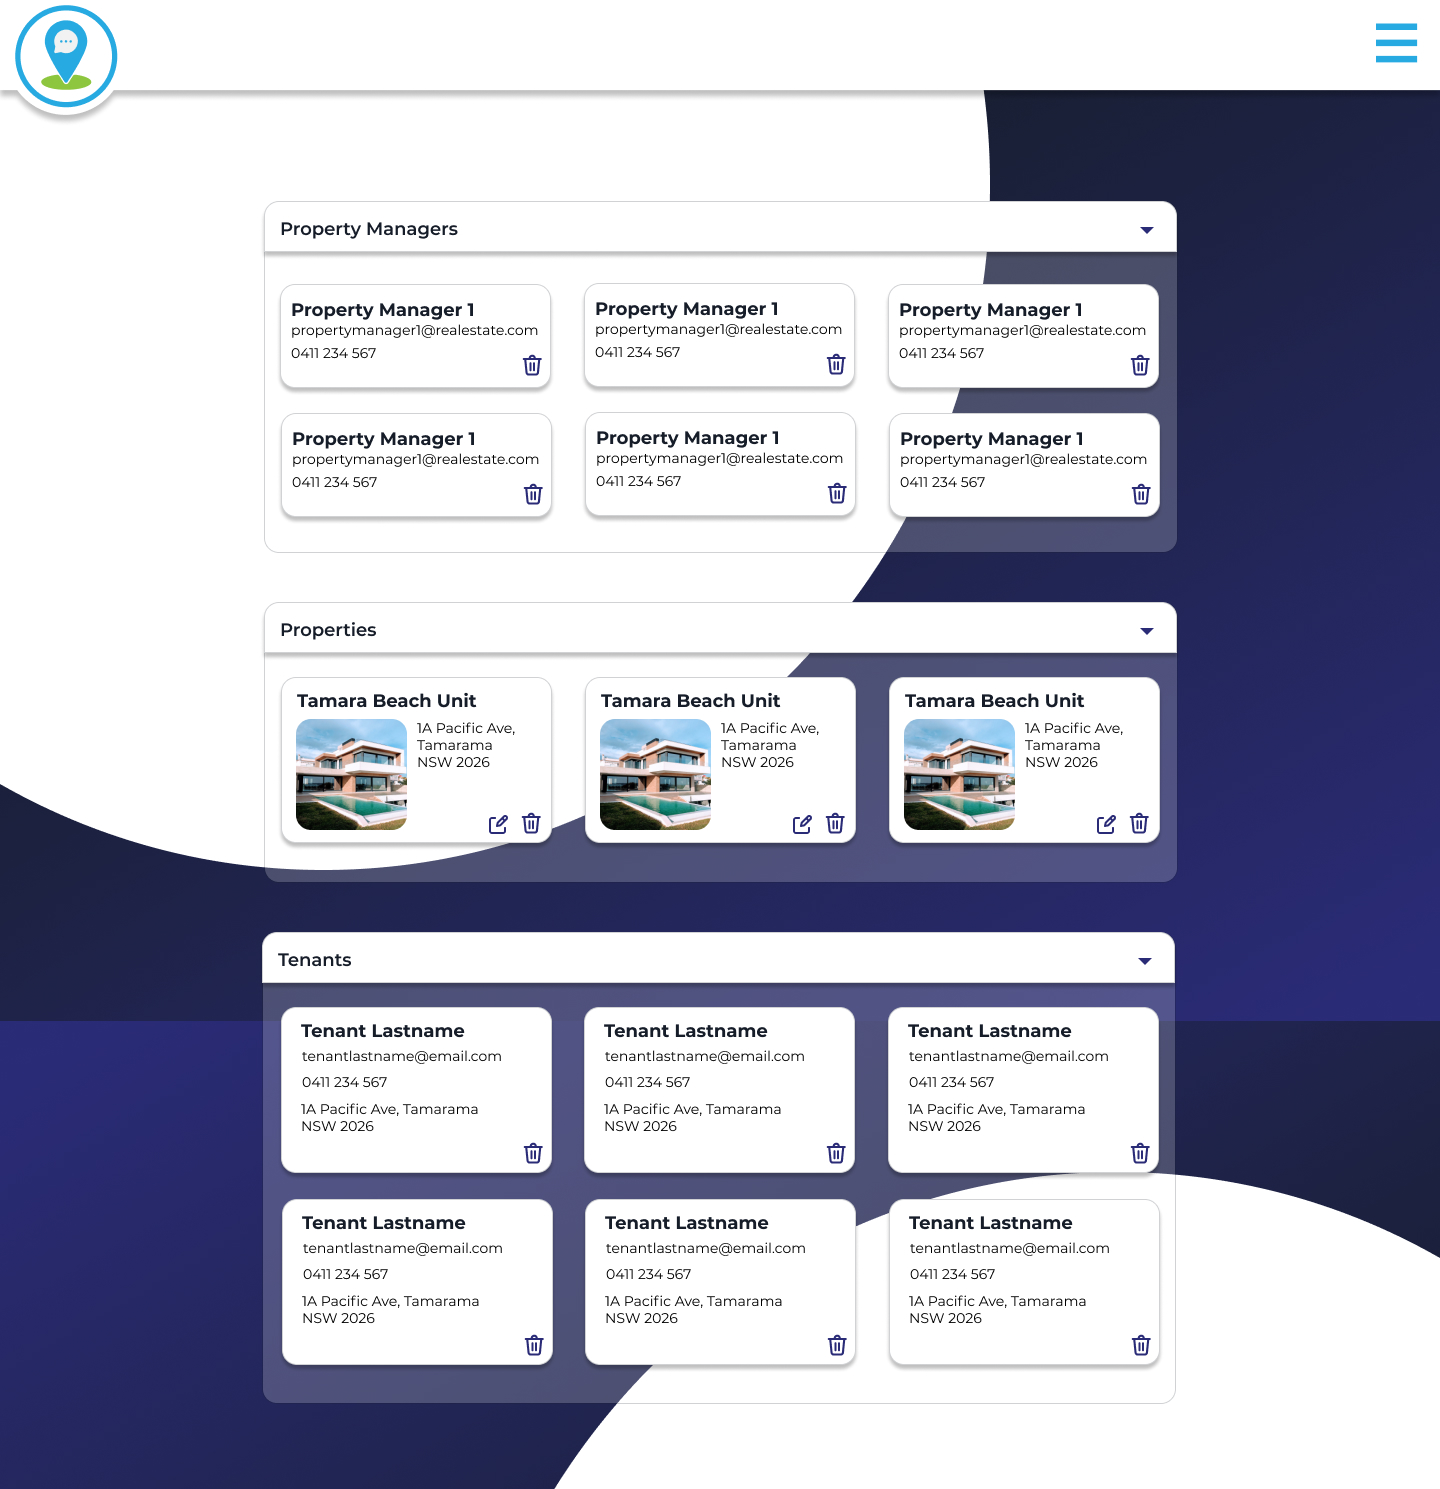 Property Managers
Property Manager 1
propertymanager1@realestate.com
0411 234 567
Property Manager 1
propertymanager1@realestate.com
0411 234 567
Property Manager 1
propertymanager1@realestate.com
0411 234 567
Property Manager 1
propertymanager1@realestate.com
0411 234 567
Property Manager 1
propertymanager1@realestate.com
0411 234 567
Property Manager 1
propertymanager1@realestate.com
0411 234 567
Properties
Tamara Beach Unit
1A Pacific Ave,
Tamarama
NSW 2026
Tamara Beach Unit
1A Pacific Ave,
Tamarama
NSW 2026
Tamara Beach Unit
1A Pacific Ave,
Tamarama
NSW 2026
Tenants
Tenant Lastname
tenantlastname@email.com
0411 234 567
1A Pacific Ave, Tamarama
NSW 2026
Tenant Lastname
tenantlastname@email.com
0411 234 567
1A Pacific Ave, Tamarama
NSW 2026
Tenant Lastname
tenantlastname@email.com
0411 234 567
1A Pacific Ave, Tamarama
NSW 2026
Tenant Lastname
tenantlastname@email.com
0411 234 567
1A Pacific Ave, Tamarama
NSW 2026
Tenant Lastname
tenantlastname@email.com
0411 234 567
1A Pacific Ave, Tamarama
NSW 2026
Tenant Lastname
tenantlastname@email.com
0411 234 567
1A Pacific Ave, Tamarama
NSW 2026